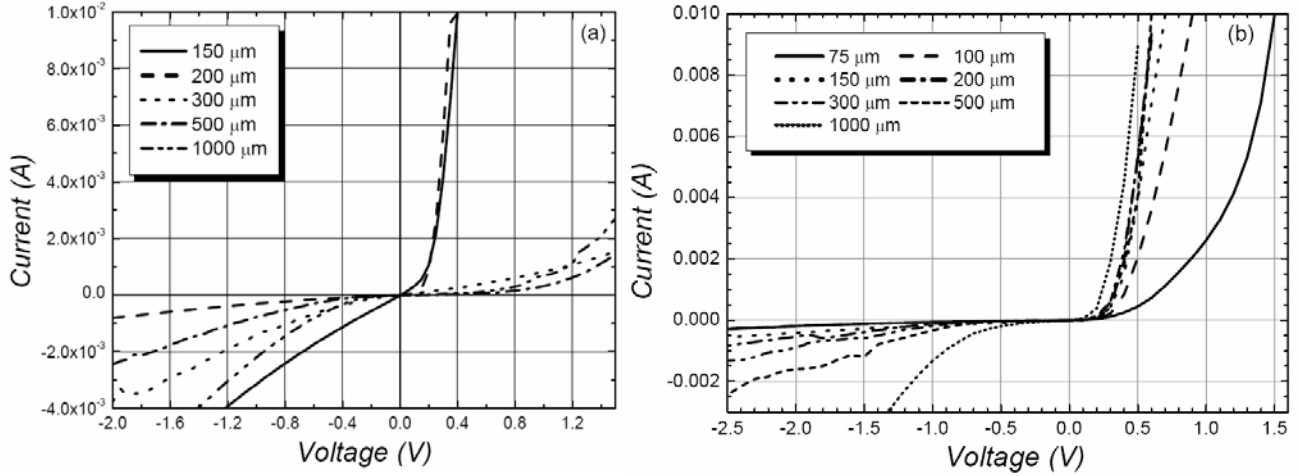 1.0x10⁻²
8.0x10⁻³
6.0x10⁻³
4.0x10⁻³
2.0x10⁻³
0.0
-2.0x10⁻³
-4.0x10⁻³
Current (A)
150 µm
200 µm
300 µm
500 µm
1000 µm
(a)
-2.0 -1.6 -1.2 -0.8 -0.4 0.0 0.4 0.8 1.2
Voltage (V)
0.010
0.008
0.006
0.004
0.002
0.000
-0.002
Current (A)
75 µm 100 µm
150 µm 200 µm
300 µm 500 µm
1000 µm
(b)
-2.5 -2.0 -1.5 -1.0 -0.5 0.0 0.5 1.0 1.5
Voltage (V)